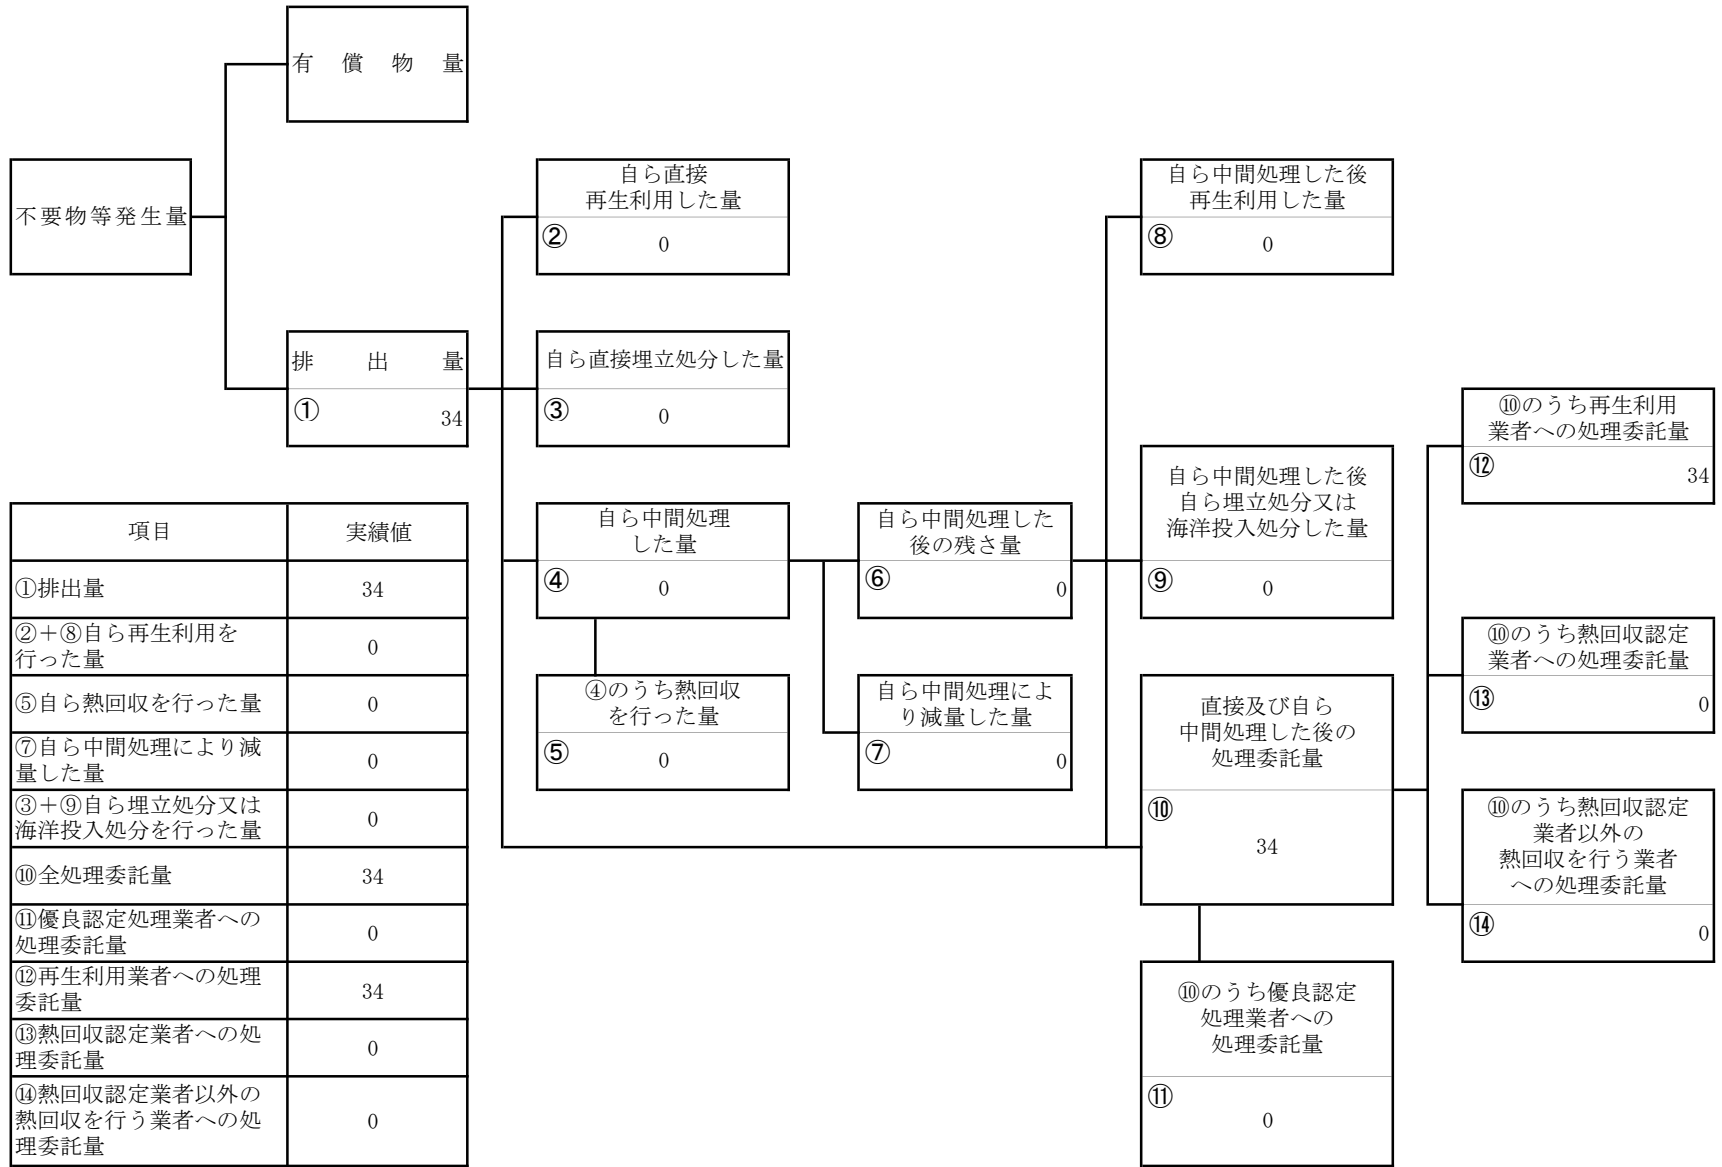 有償物量
不要物等発生量
自ら直接
再生利用した量
②
0
自ら中間処理した後
再生利用した量
⑧
0
排出量
①
34
自ら直接埋立処分した量
③
0
⑩のうち再生利用
業者への処理委託量
⑫
34
自ら中間処理
した量
④
0
自ら中間処理した
後の残さ量
⑥
0
自ら中間処理した後
自ら埋立処分又は
海洋投入処分した量
⑨
0
⑩のうち熱回収認定
業者への処理委託量
⑬
0
④のうち熱回収
を行った量
⑤
0
自ら中間処理によ
り減量した量
⑦
0
直接及び自ら
中間処理した後の
処理委託量
⑩
34
⑩のうち熱回収認定
業者以外の
熱回収を行う業者
への処理委託量
⑭
0
⑩のうち優良認定
処理業者への
処理委託量
⑪
0
項目 実績値
①排出量 34
②＋⑧自ら再生利用を
行った量
0
⑤自ら熱回収を行った量 0
⑦自ら中間処理により減
量した量
0
③＋⑨自ら埋立処分又は
海洋投入処分を行った量
0
⑩全処理委託量 34
⑪優良認定処理業者への
処理委託量
0
⑫再生利用業者への処理
委託量
34
⑬熱回収認定業者への処
理委託量
0
⑭熱回収認定業者以外の
熱回収を行う業者への処
理委託量
0